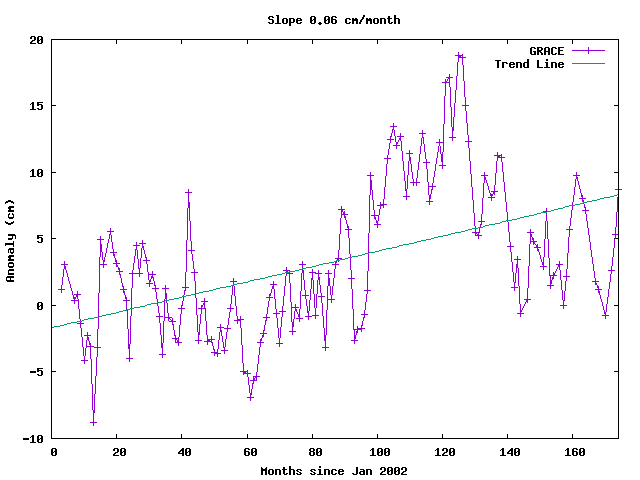 Slope 0.06 cm/month
GRACE
Trend Line
20
15
10
5
0
-5
-10
Anomaly (cm)
0 20 40 60 80 100 120 140 160
Months since Jan 2002